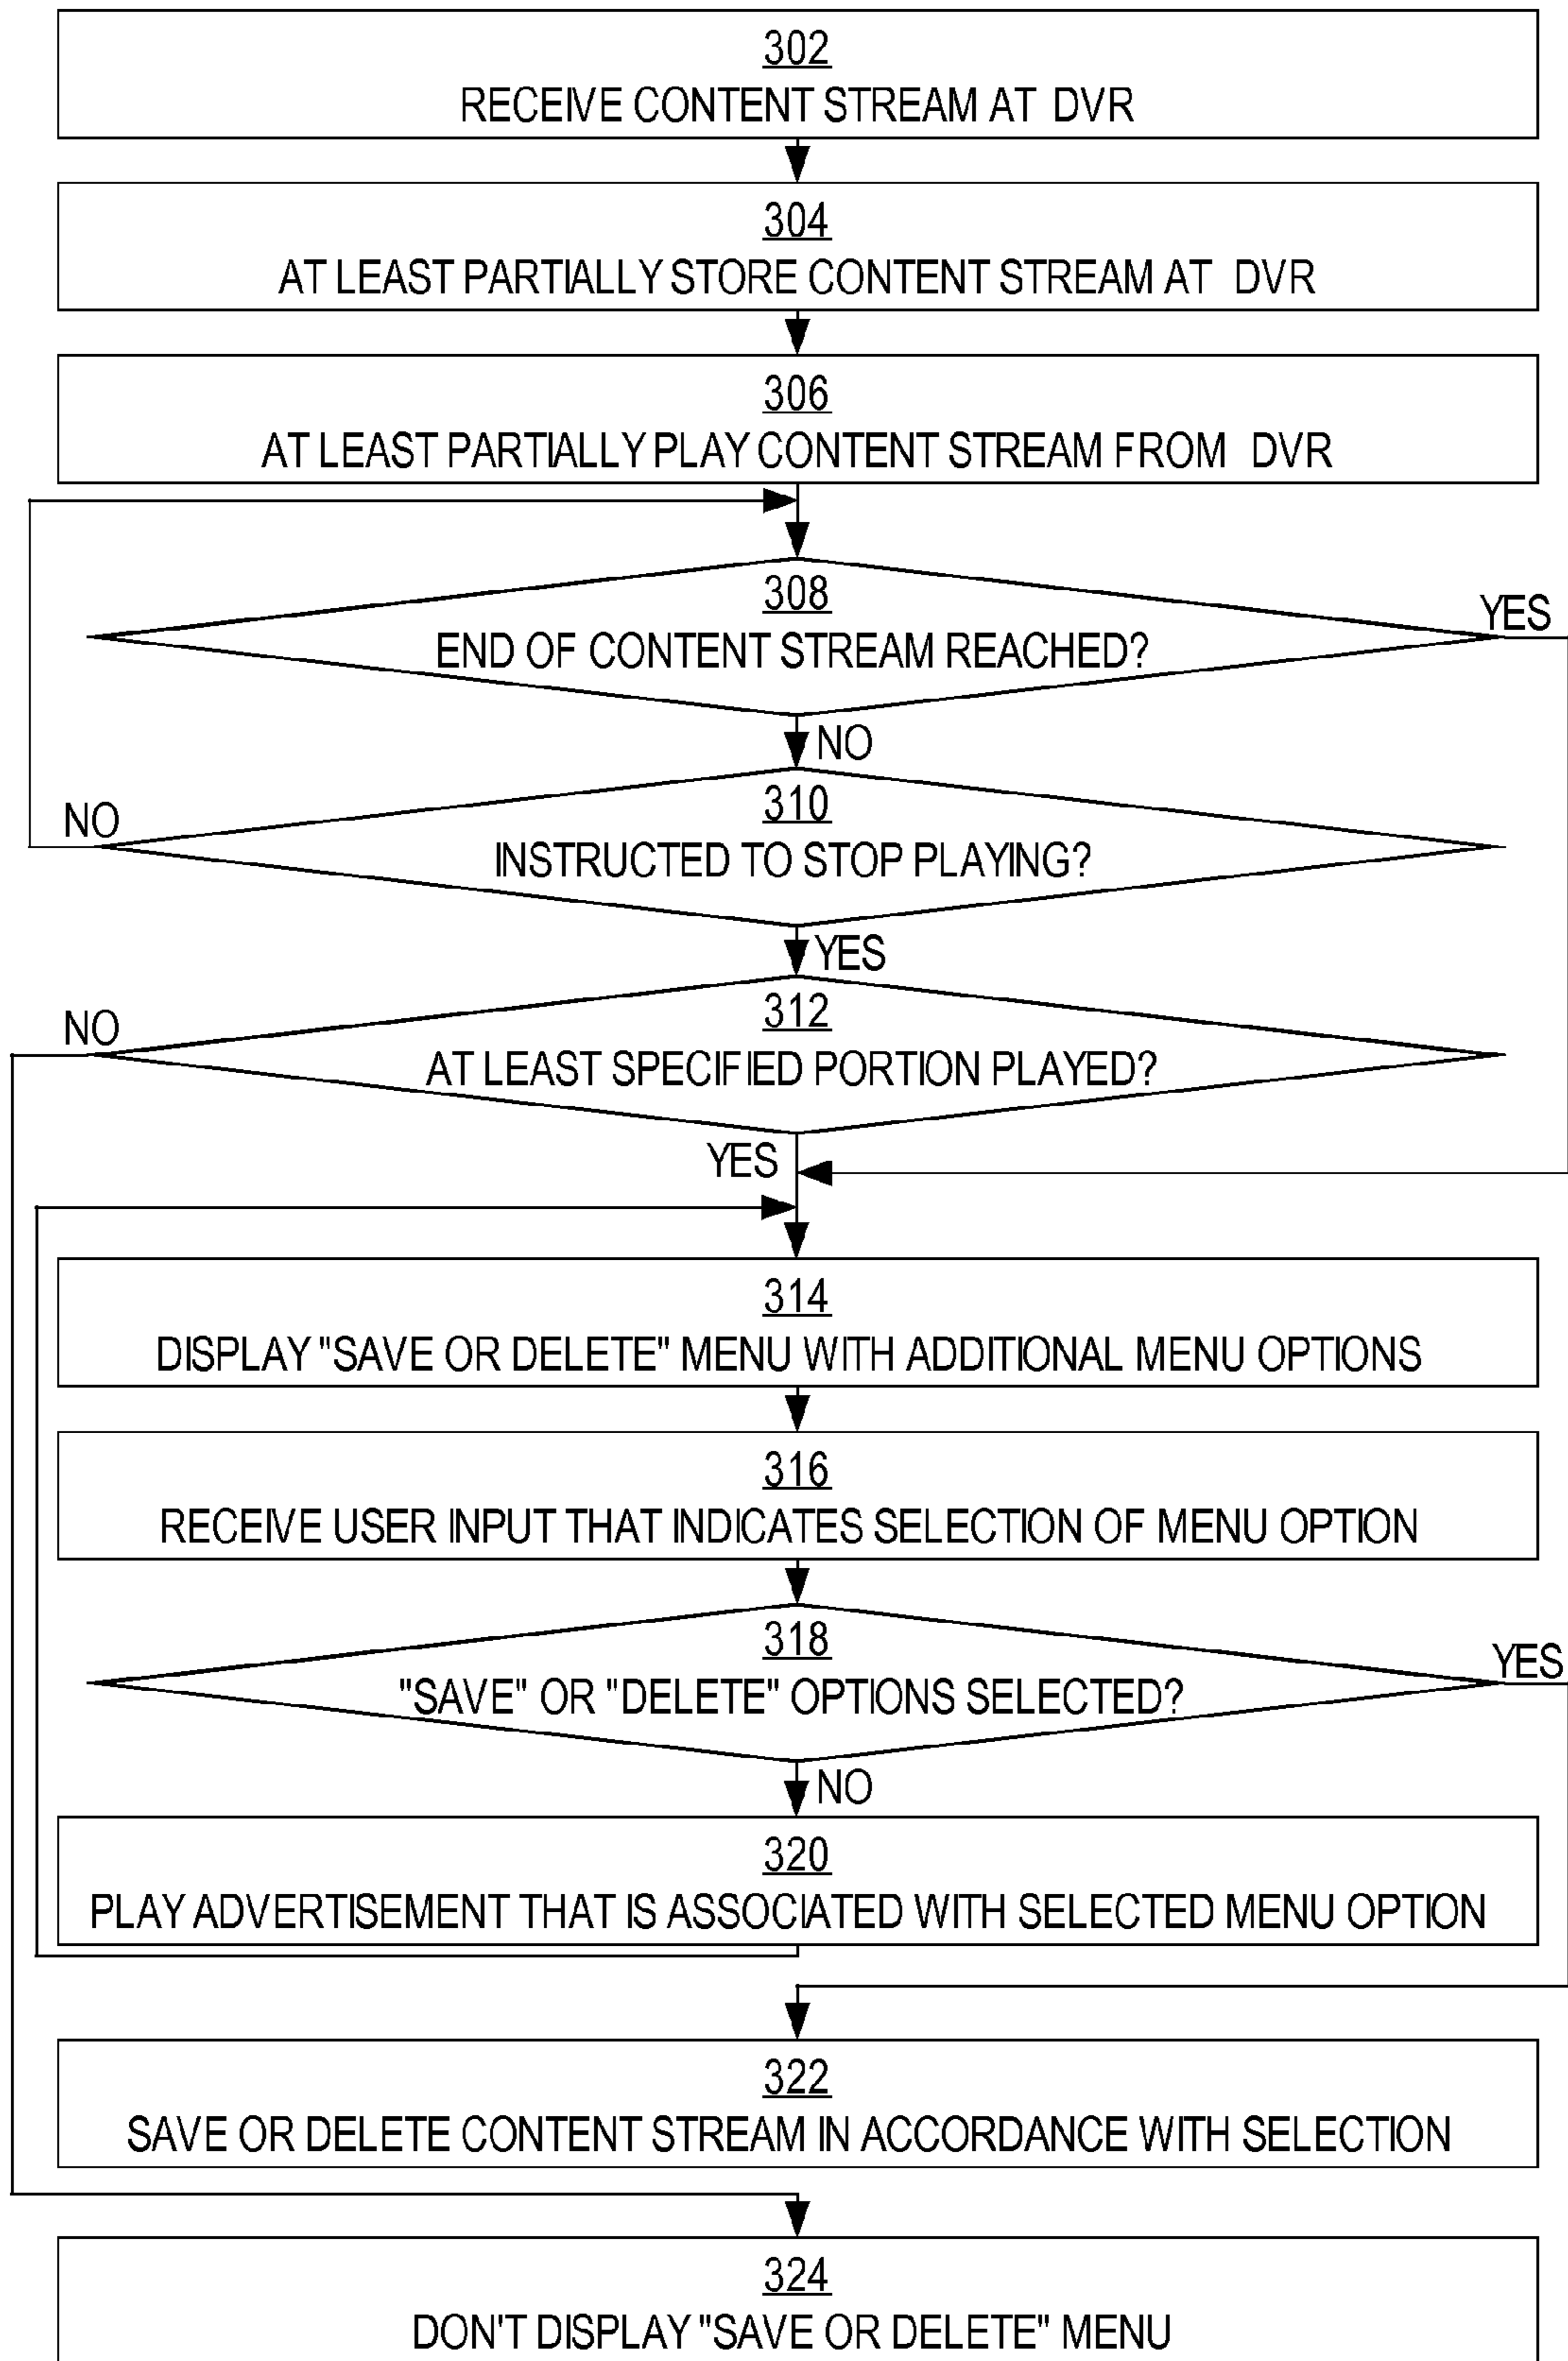 302
RECEIVE CONTENT STREAM AT DVR
304
AT LEAST PARTIALLY STORE CONTENT STREAM AT DVR
306
AT LEAST PARTIALLY PLAY CONTENT STREAM FROM DVR
308
END OF CONTENT STREAM REACHED?
YES
NO
310
INSTRUCTED TO STOP PLAYING?
NO
YES
312
AT LEAST SPECIFIED PORTION PLAYED?
NO
YES
314
DISPLAY "SAVE OR DELETE" MENU WITH ADDITIONAL MENU OPTIONS
316
RECEIVE USER INPUT THAT INDICATES SELECTION OF MENU OPTION
318
"SAVE" OR "DELETE" OPTIONS SELECTED?
YES
NO
320
PLAY ADVERTISEMENT THAT IS ASSOCIATED WITH SELECTED MENU OPTION
322
SAVE OR DELETE CONTENT STREAM IN ACCORDANCE WITH SELECTION
324
DON'T DISPLAY "SAVE OR DELETE" MENU